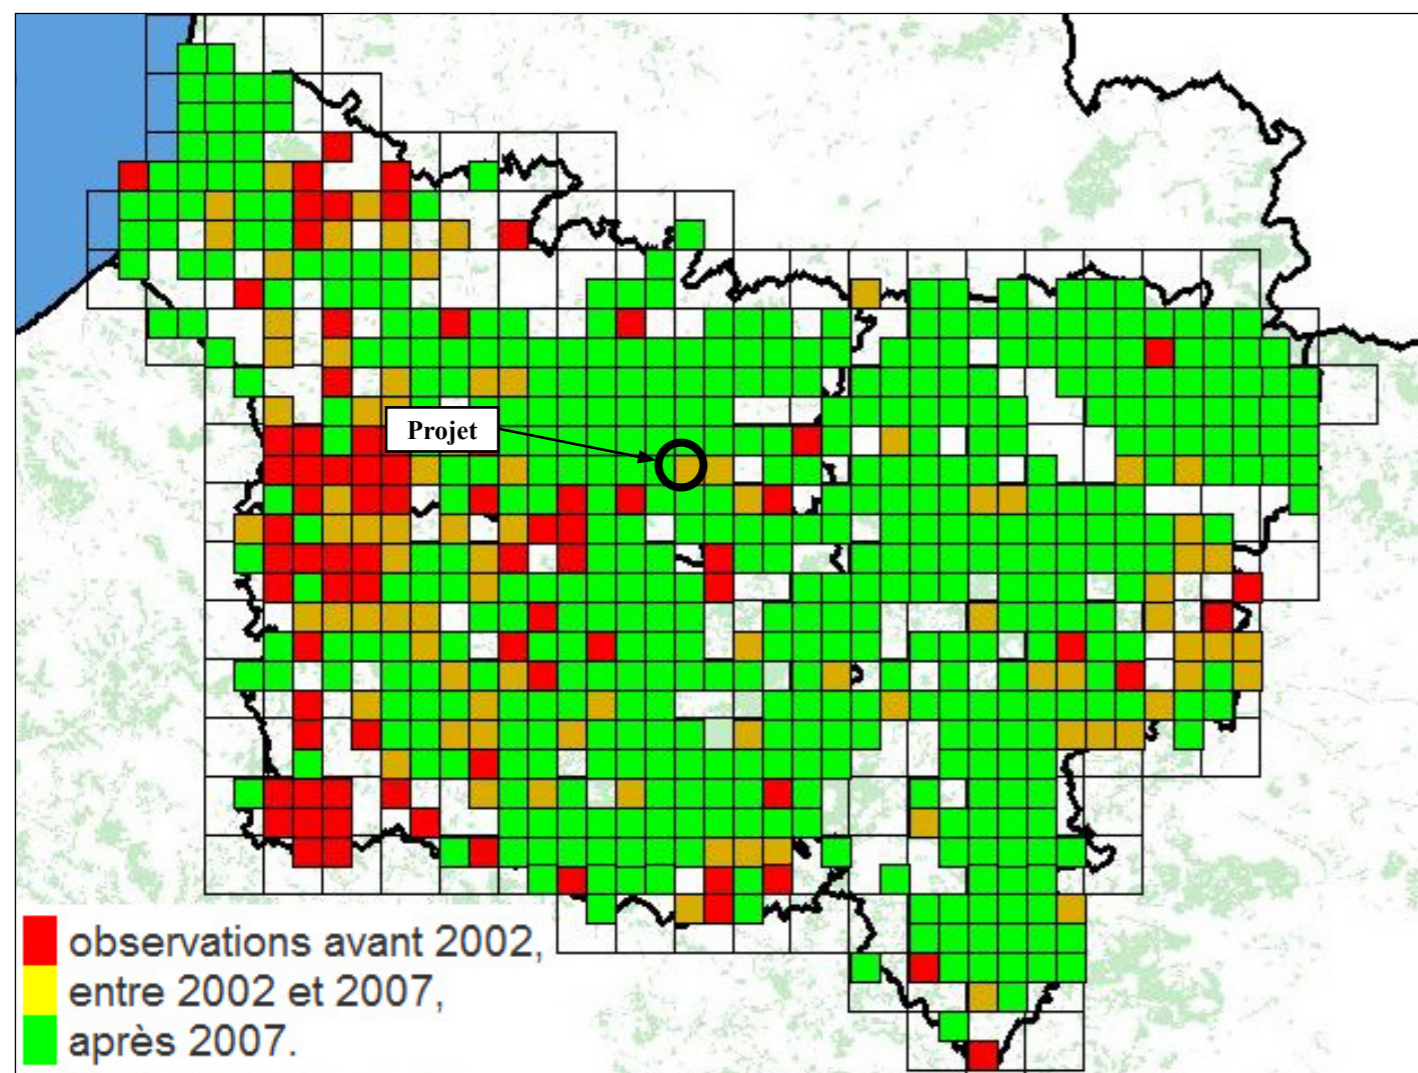 Projet
observations avant 2002,
entre 2002 et 2007,
après 2007.